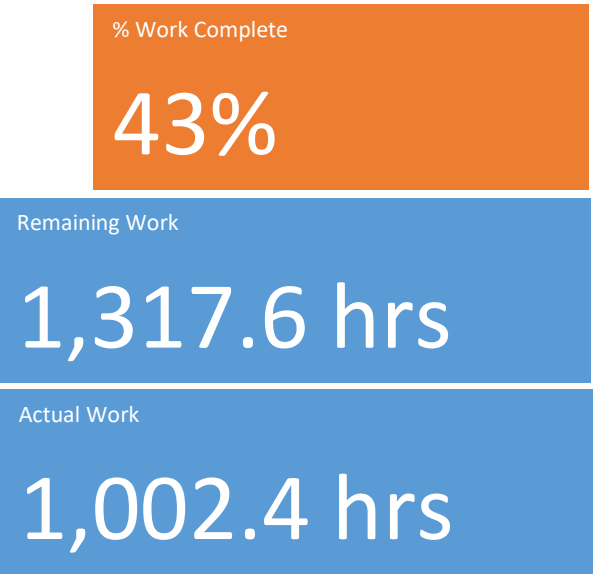 % Work Complete
43%
Remaining Work
1,317.6 hrs
Actual Work
1,002.4 hrs